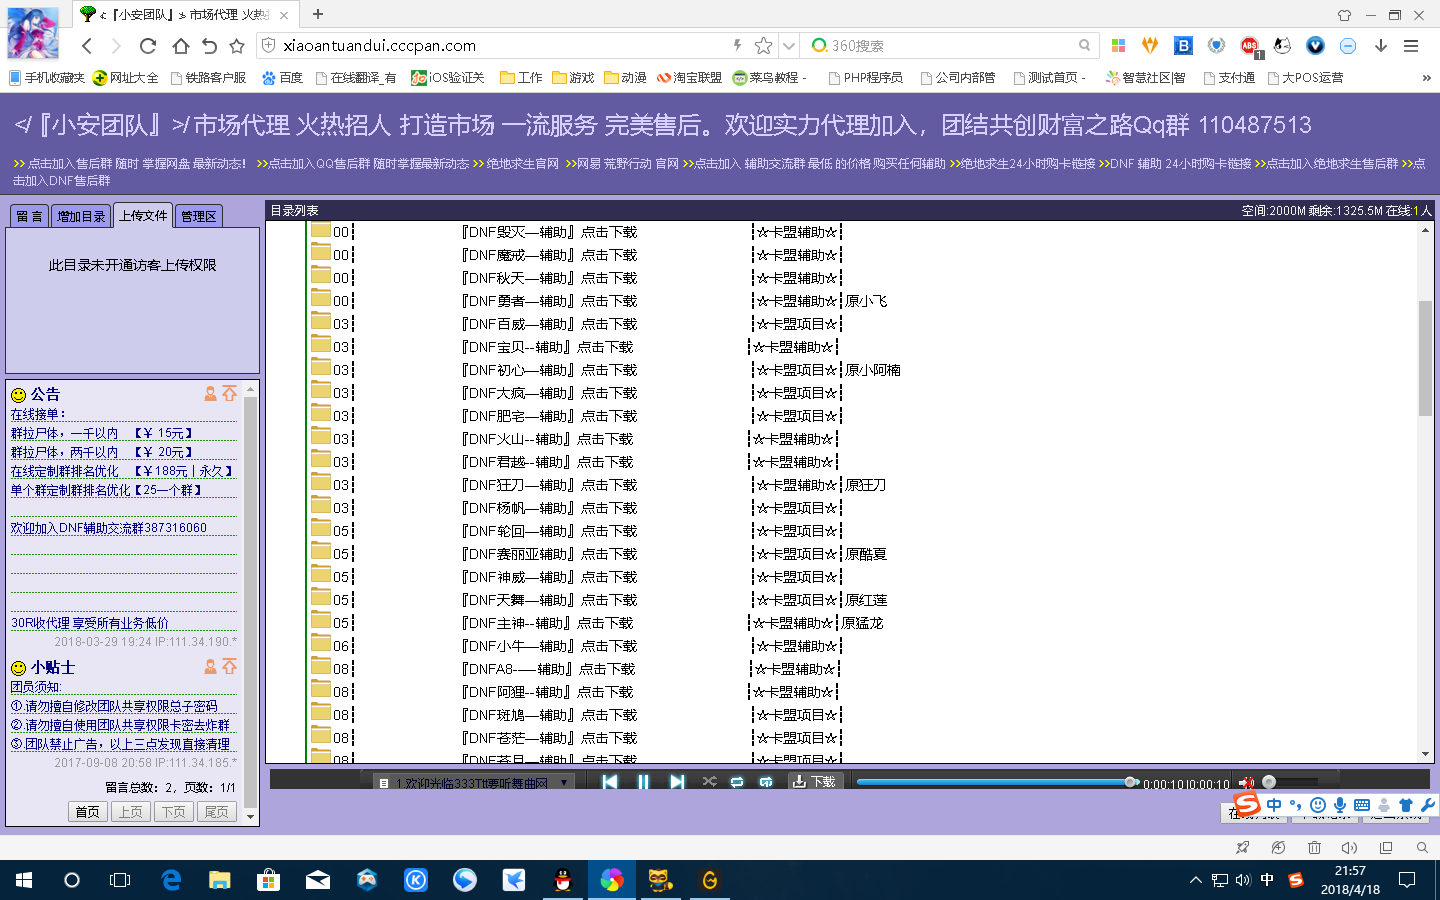 《『小安团队』》 市场代理 火热
xiaoantuandui.cccpan.com
360搜索
手机收藏夹 网址大全 铁路客户服 百度 在线翻译_有 iOS验证关 工作 游戏 动漫 淘宝联盟 菜鸟教程 - PHP程序员 公司内部管 测试首页 - 智慧社区|智 支付通 大POS运营 »
≮『小安团队』≯市场代理 火热招人 打造市场 一流服务 完美售后。欢迎实力代理加入，团结共创财富之路Qq群 110487513
>> 点击加入售后群 随时 掌握网盘 最新动态！ >>点击加入QQ售后群 随时掌握最新动态 >> 绝地求生官网 >>网易 荒野行动 官网 >>点击加入 辅助交流群 最低 的价格 购买任何辅助 >>绝地求生24小时购卡链接 >>DNF 辅助 24小时购卡链接 >>点击加入绝地求生售后群 >>点
击加入DNF售后群
留 言 增加目录 上传文件 管理区
此目录未开通访客上传权限
公告
在线接单：
群拉尸体，一千以内 【￥ 15元】
群拉尸体，两千以内 【￥ 20元】
在线定制群排名优化 【￥188元丨永久】
单个群定制群排名优化【25一个群】
欢迎加入DNF辅助交流群387316060
30R收代理 享受所有业务低价
2018-03-29 19:24 IP:111.34.190.*
小贴士
团员须知:
①.请勿擅自修改团队共享权限总子密码
②.请勿擅自使用团队共享权限卡密去炸群
③.团队禁止广告，以上三点发现直接清理
2017-09-08 20:58 IP:111.34.185.*
留言总数：2，页数：1/1
首页 上页 下页 尾页
目录列表 空间:2000M 剩余:1325.5M 在线:1人
00┇ 『DNF毁灭—辅助』点击下载 ┇☆卡盟辅助☆┇
00┇ 『DNF魔戒—辅助』点击下载 ┇☆卡盟辅助☆┇
00┇ 『DNF秋天—辅助』点击下载 ┇☆卡盟辅助☆┇
00┇ 『DNF勇者—辅助』点击下载 ┇☆卡盟辅助☆┇原小飞
03┇ 『DNF百威—辅助』点击下载 ┇☆卡盟项目☆┇
03┇ 『DNF宝贝--辅助』点击下载 ┇☆卡盟辅助☆┇
03┇ 『DNF初心—辅助』点击下载 ┇☆卡盟项目☆┇原小阿楠
03┇ 『DNF大疯—辅助』点击下载 ┇☆卡盟项目☆┇
03┇ 『DNF肥宅—辅助』点击下载 ┇☆卡盟项目☆┇
03┇ 『DNF火山--辅助』点击下载 ┇☆卡盟辅助☆┇
03┇ 『DNF君越--辅助』点击下载 ┇☆卡盟辅助☆┇
03┇ 『DNF狂刀—辅助』点击下载 ┇☆卡盟辅助☆┇原狂刀
03┇ 『DNF杨帆—辅助』点击下载 ┇☆卡盟项目☆┇
05┇ 『DNF轮回—辅助』点击下载 ┇☆卡盟项目☆┇
05┇ 『DNF赛丽亚辅助』点击下载 ┇☆卡盟项目☆┇原酷夏
05┇ 『DNF神威—辅助』点击下载 ┇☆卡盟项目☆┇
05┇ 『DNF天舞—辅助』点击下载 ┇☆卡盟项目☆┇原红莲
05┇ 『DNF主神--辅助』点击下载 ┇☆卡盟辅助☆┇原猛龙
06┇ 『DNF小牛—辅助』点击下载 ┇☆卡盟辅助☆┇
08┇ 『DNFA8-—辅助』点击下载 ┇☆卡盟辅助☆┇
08┇ 『DNF阿狸--辅助』点击下载 ┇☆卡盟辅助☆┇
08┇ 『DNF斑鸠—辅助』点击下载 ┇☆卡盟项目☆┇
08┇ 『DNF苍茫—辅助』点击下载 ┇☆卡盟项目☆┇
08┇ 『DNF苍月—辅助』点击下载 ┇☆卡盟项目☆┇
1.欢迎光临333Ttt要听舞曲网 下载 0:00:10|0:00:10
中
21:57
中
2018/4/18